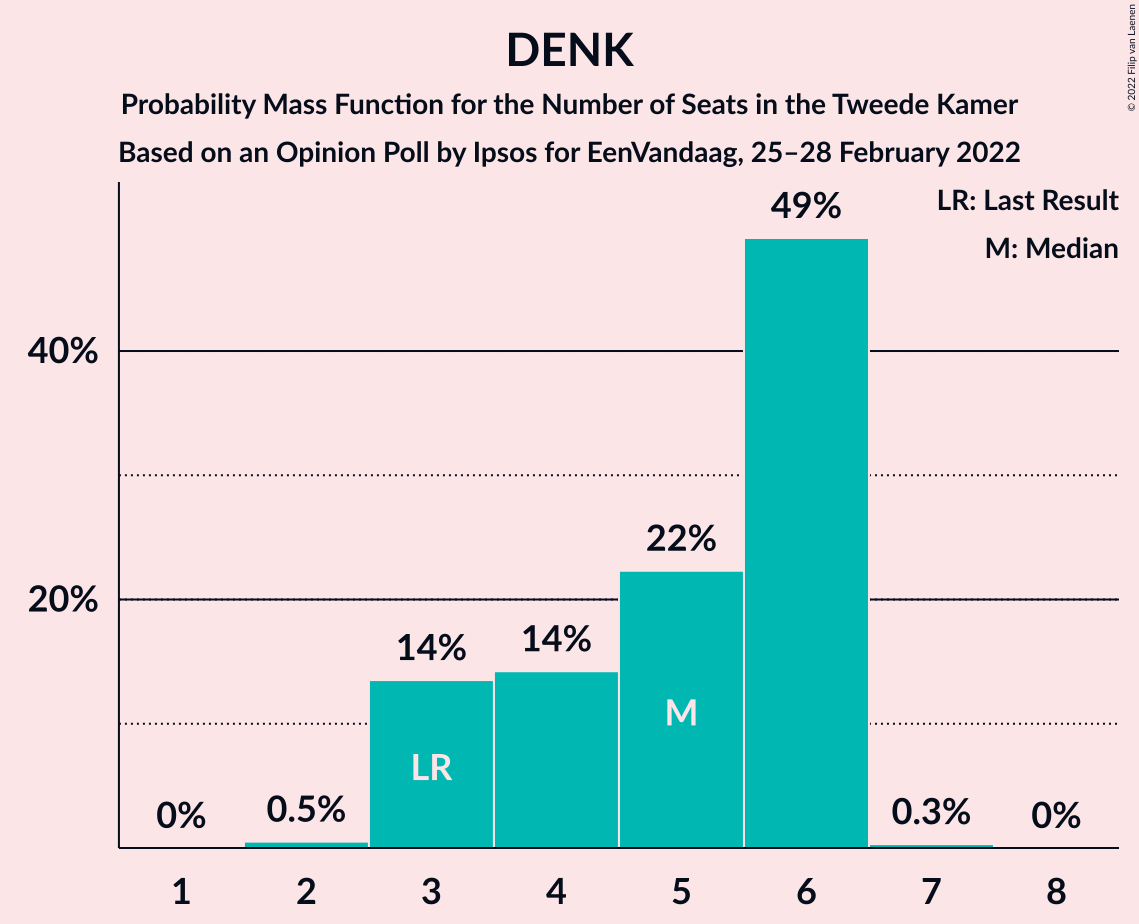 DENK
Probability Mass Function for the Number of Seats in the Tweede Kamer
Based on an Opinion Poll by Ipsos for EenVandaag, 25–28 February 2022
© 2022 Filip van Laenen
LR: Last Result
M: Median
49%
40%
22%
20%
14%
14%
M
LR
0%
0.5%
0.3%
0%
1 2 3 4 5 6 7 8